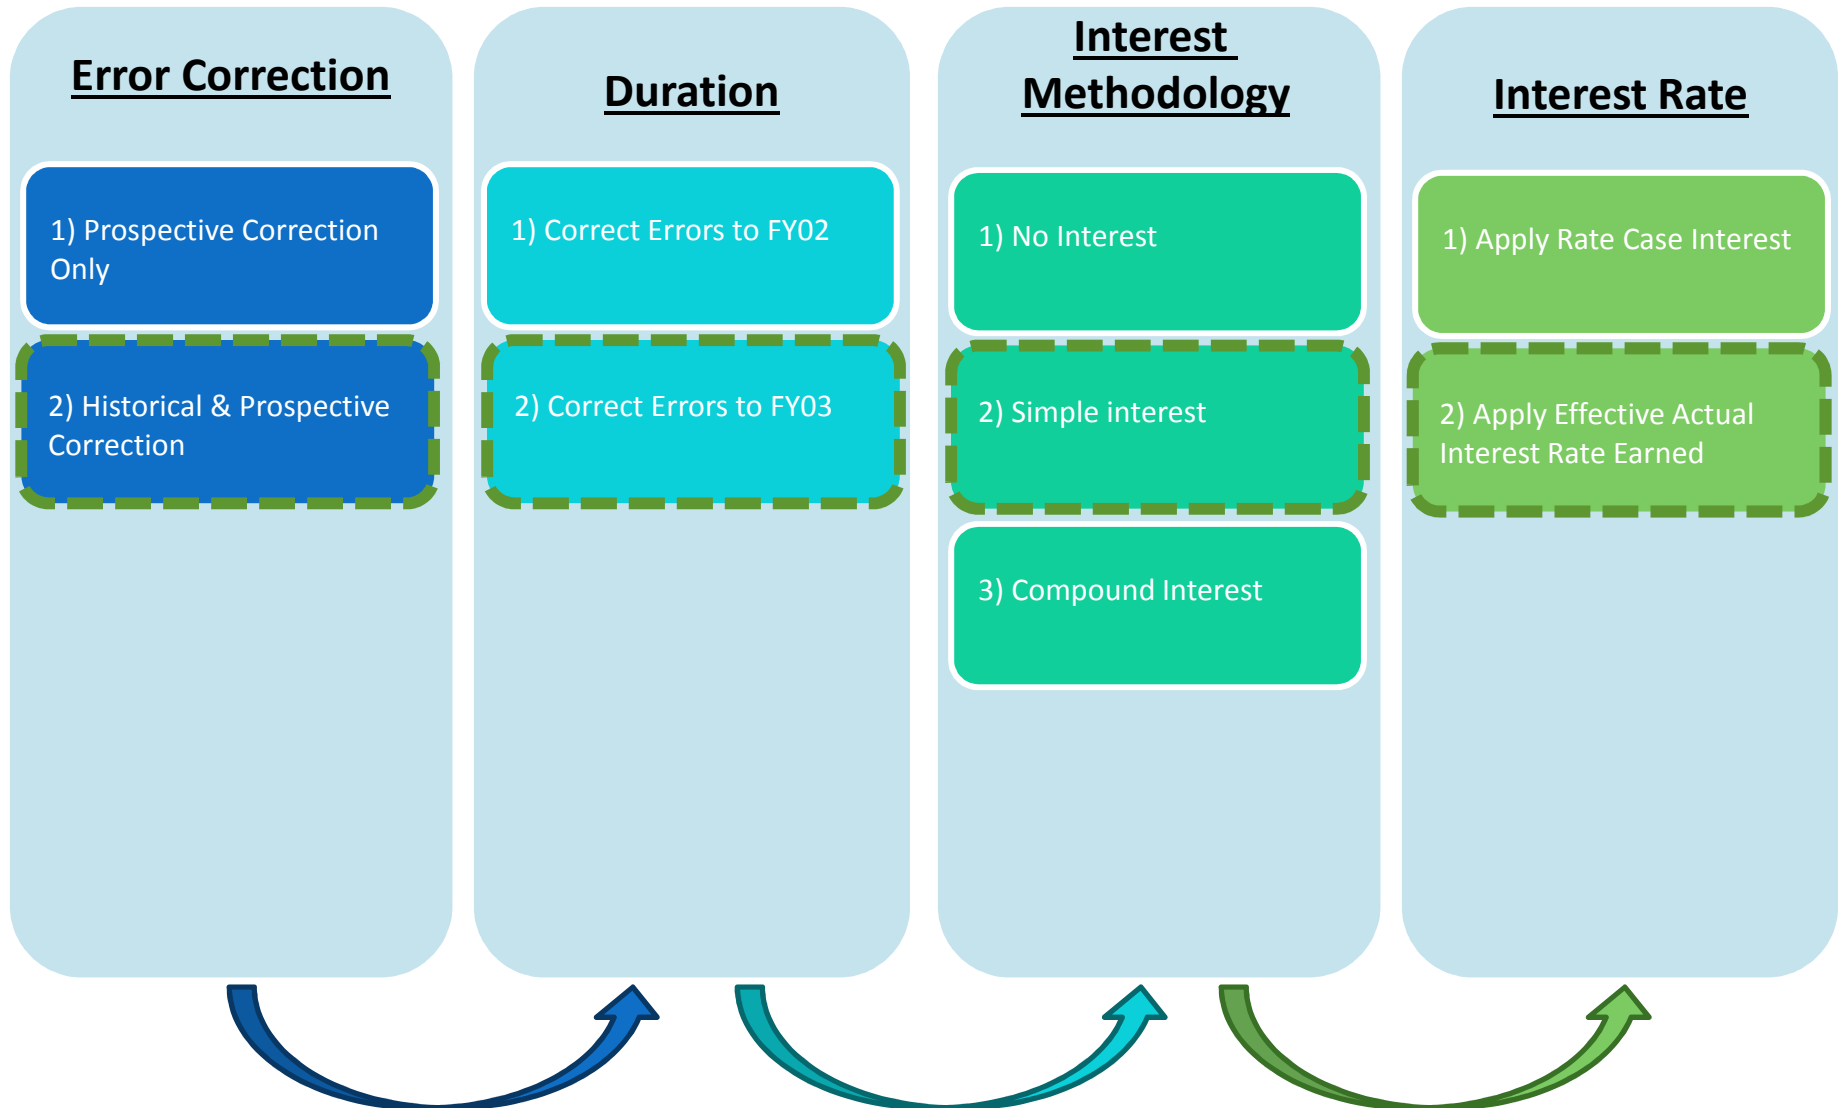 Error Correction
1) Prospective Correction
Only
2) Historical & Prospective
Correction
Duration
1) Correct Errors to FY02
2) Correct Errors to FY03
Interest
Methodology
1) No Interest
2) Simple interest
3) Compound Interest
Interest Rate
1) Apply Rate Case Interest
2) Apply Effective Actual
Interest Rate Earned